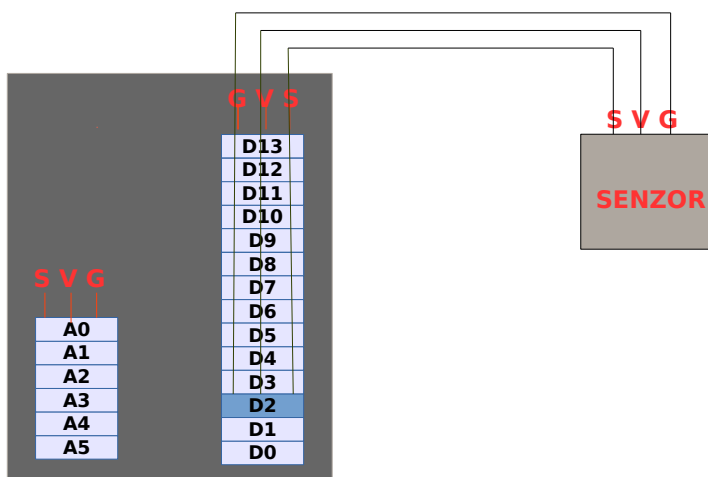 G V S
D13
D12
D11
D10
D9
D8
D7
D6
D5
D4
D3
D2
D1
D0
S V G
A0
A1
A2
A3
A4
A5
S V G
SENZOR